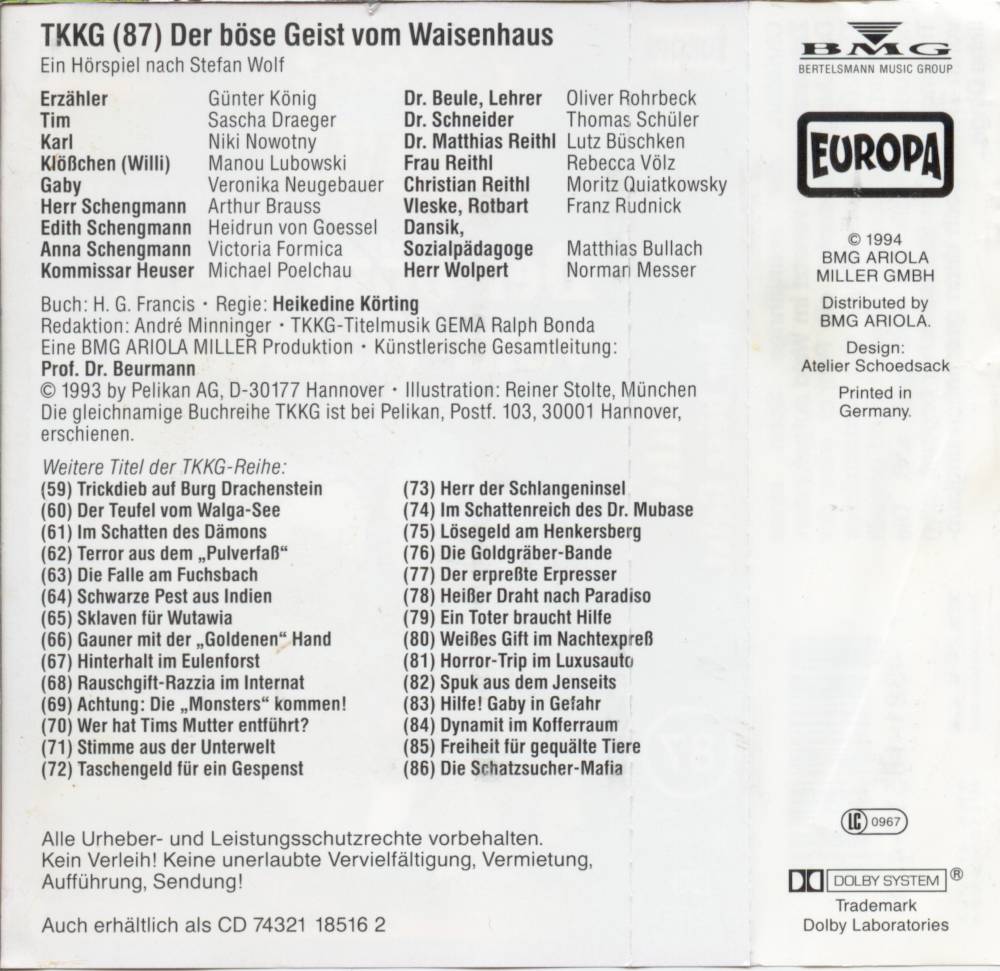 TKKG (87) Der böse Geist vom Waisenhaus
Ein Hörspiel nach Stefan Wolf
Erzähler Günter König
Tim Sascha Draeger
Karl Niki Nowotny
Klößchen (Willi) Manou Lubowski
Gaby Veronika Neugebauer
Herr Schengmann Arthur Brauss
Edith Schengmann Heidrun von Goessel
Anna Schengmann Victoria Formica
Kommissar Heuser Michael Poelchau
Dr. Beule, Lehrer Oliver Rohrbeck
Dr. Schneider Thomas Schüler
Dr. Matthias Reithl Lutz Büschken
Frau Reithl Rebecca Völz
Christian Reithl Moritz Quiatkowsky
Vleske, Rotbart Franz Rudnick
Dansik,
Sozialpädagoge Matthias Bullach
Herr Wolpert Norman Messer
Buch: H. G. Francis · Regie: Heikedine Körting
Redaktion: André Minninger · TKKG-Titelmusik GEMA Ralph Bonda
Eine BMG ARIOLA MILLER Produktion · Künstlerische Gesamtleitung:
Prof. Dr. Beurmann
© 1993 by Pelikan AG, D-30177 Hannover · Illustration: Reiner Stolte, München
Die gleichnamige Buchreihe TKKG ist bei Pelikan, Postf. 103, 30001 Hannover,
erschienen.
Weitere Titel der TKKG-Reihe:
(59) Trickdieb auf Burg Drachenstein
(60) Der Teufel vom Walga-See
(61) Im Schatten des Dämons
(62) Terror aus dem „Pulverfaß“
(63) Die Falle am Fuchsbach
(64) Schwarze Pest aus Indien
(65) Sklaven für Wutawia
(66) Gauner mit der „Goldenen“ Hand
(67) Hinterhalt im Eulenforst
(68) Rauschgift-Razzia im Internat
(69) Achtung: Die „Monsters“ kommen!
(70) Wer hat Tims Mutter entführt?
(71) Stimme aus der Unterwelt
(72) Taschengeld für ein Gespenst
(73) Herr der Schlangeninsel
(74) Im Schattenreich des Dr. Mubase
(75) Lösegeld am Henkersberg
(76) Die Goldgräber-Bande
(77) Der erpreßte Erpresser
(78) Heißer Draht nach Paradiso
(79) Ein Toter braucht Hilfe
(80) Weißes Gift im Nachtexpreß
(81) Horror-Trip im Luxusauto
(82) Spuk aus dem Jenseits
(83) Hilfe! Gaby in Gefahr
(84) Dynamit im Kofferraum
(85) Freiheit für gequälte Tiere
(86) Die Schatzsucher-Mafia
Alle Urheber- und Leistungsschutzrechte vorbehalten.
Kein Verleih! Keine unerlaubte Vervielfältigung, Vermietung,
Aufführung, Sendung!
Auch erhältlich als CD 74321 18516 2
BMG
BERTELSMANN MUSIC GROUP
EUROPA
© 1994
BMG ARIOLA
MILLER GMBH
Distributed by
BMG ARIOLA.
Design:
Atelier Schoedsack
Printed in
Germany.
LC 0967
DOLBY SYSTEM ®
Trademark
Dolby Laboratories